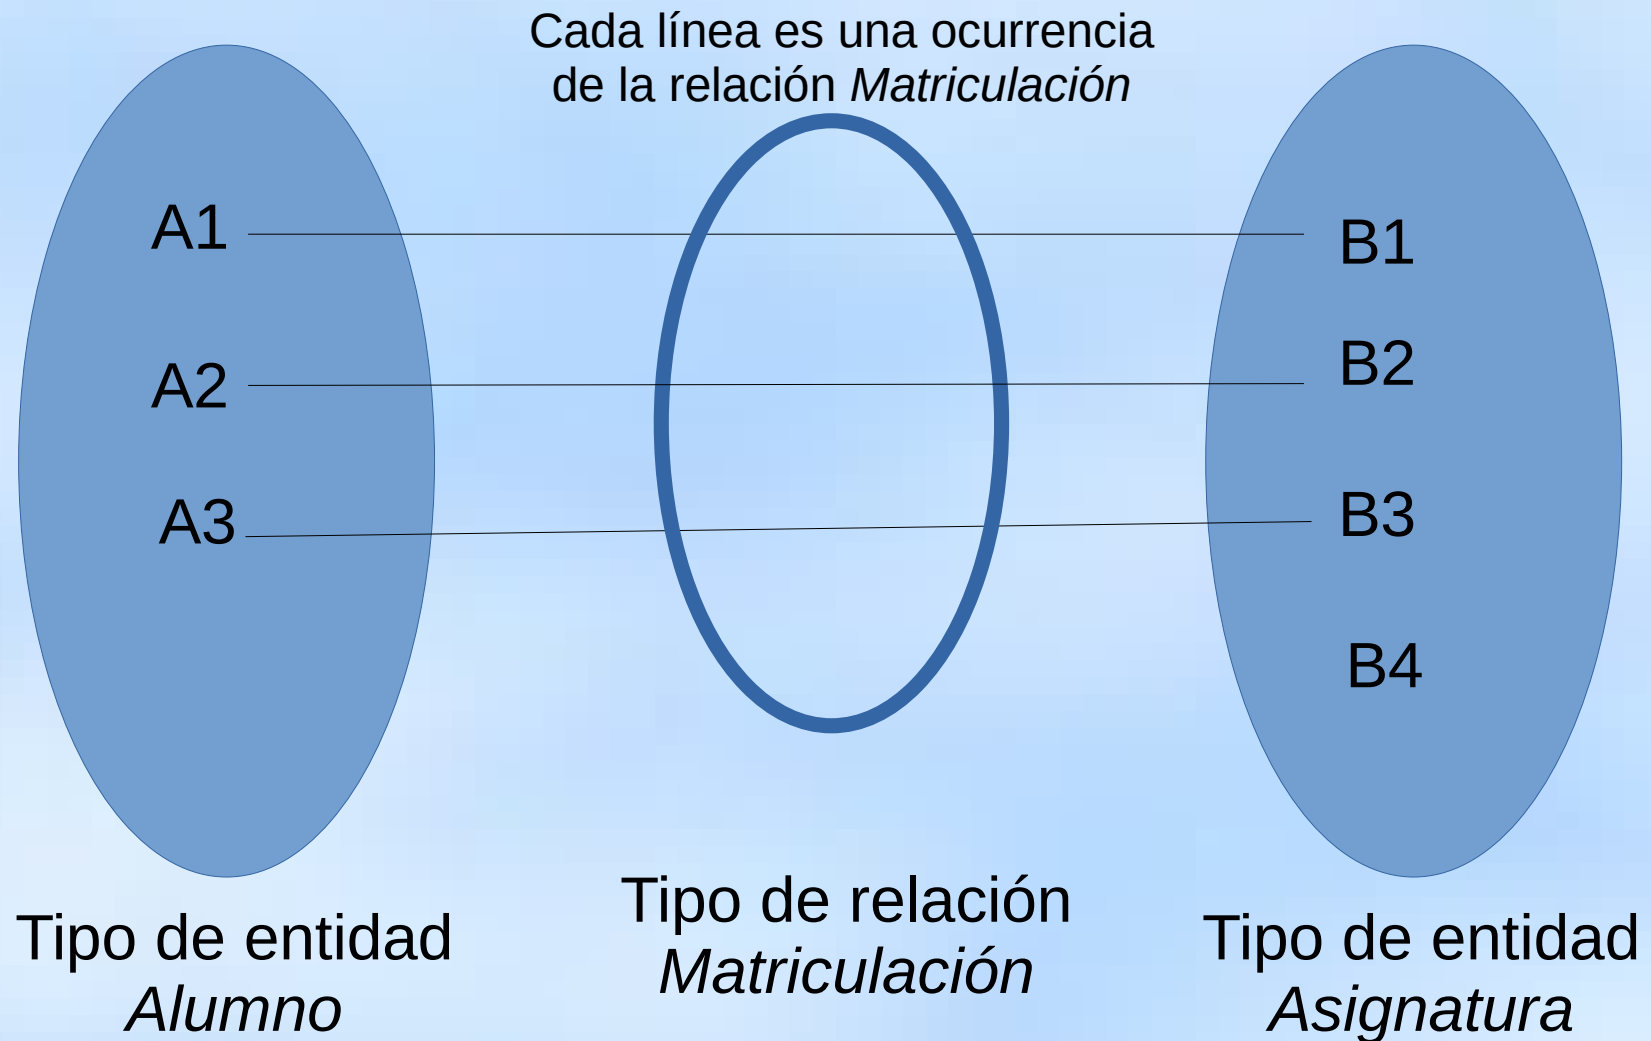 Cada línea es una ocurrencia
de la relación Matriculación
A1
B1
A2
B2
A3
B3
B4
Tipo de entidad
Alumno
Tipo de relación
Matriculación
Tipo de entidad
Asignatura